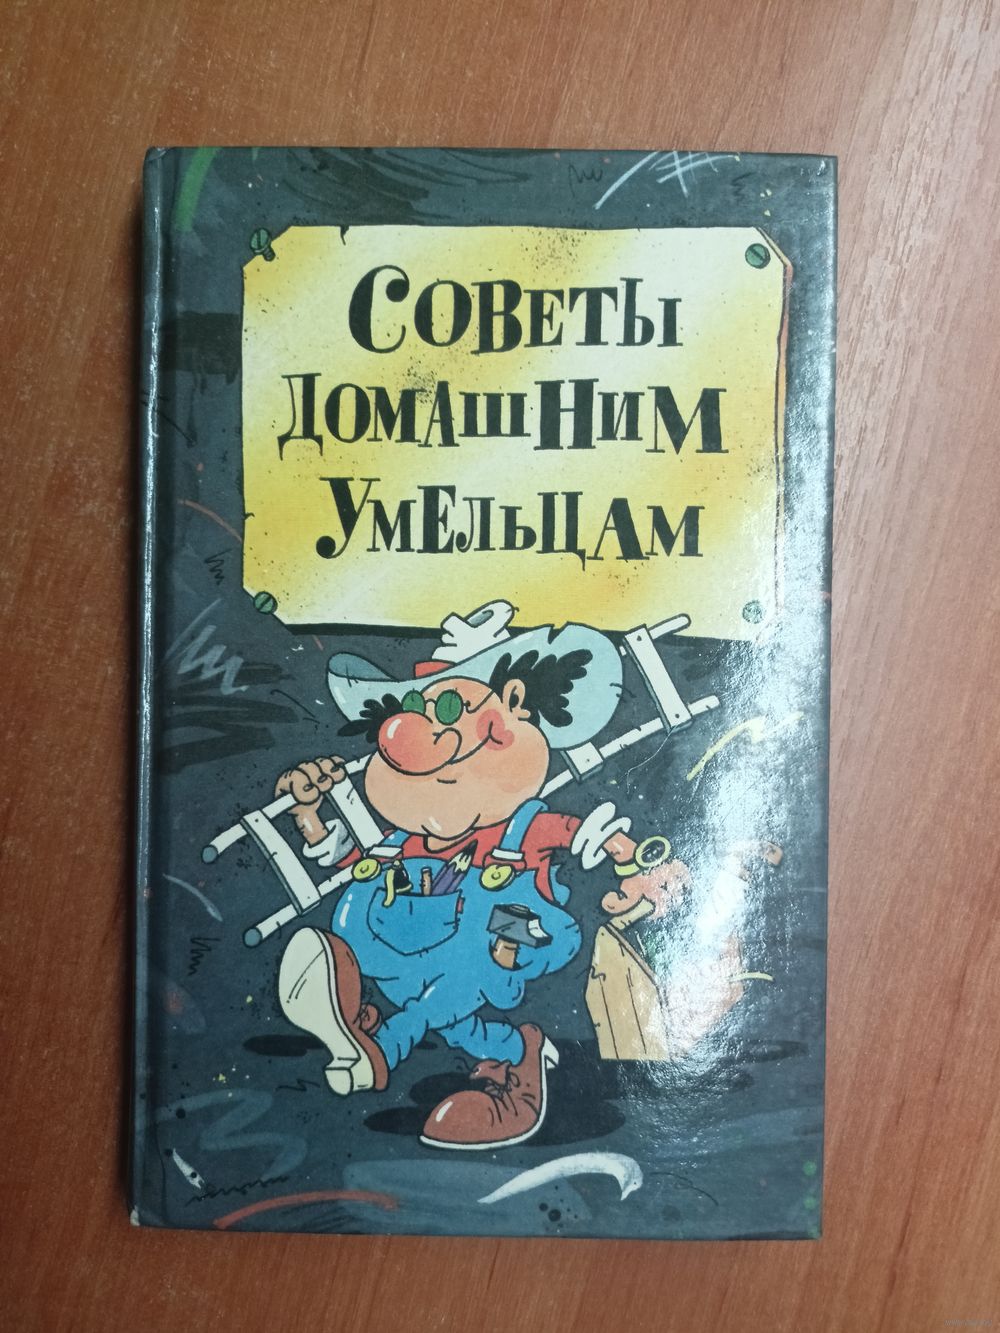 Советы
домашним
умельцам